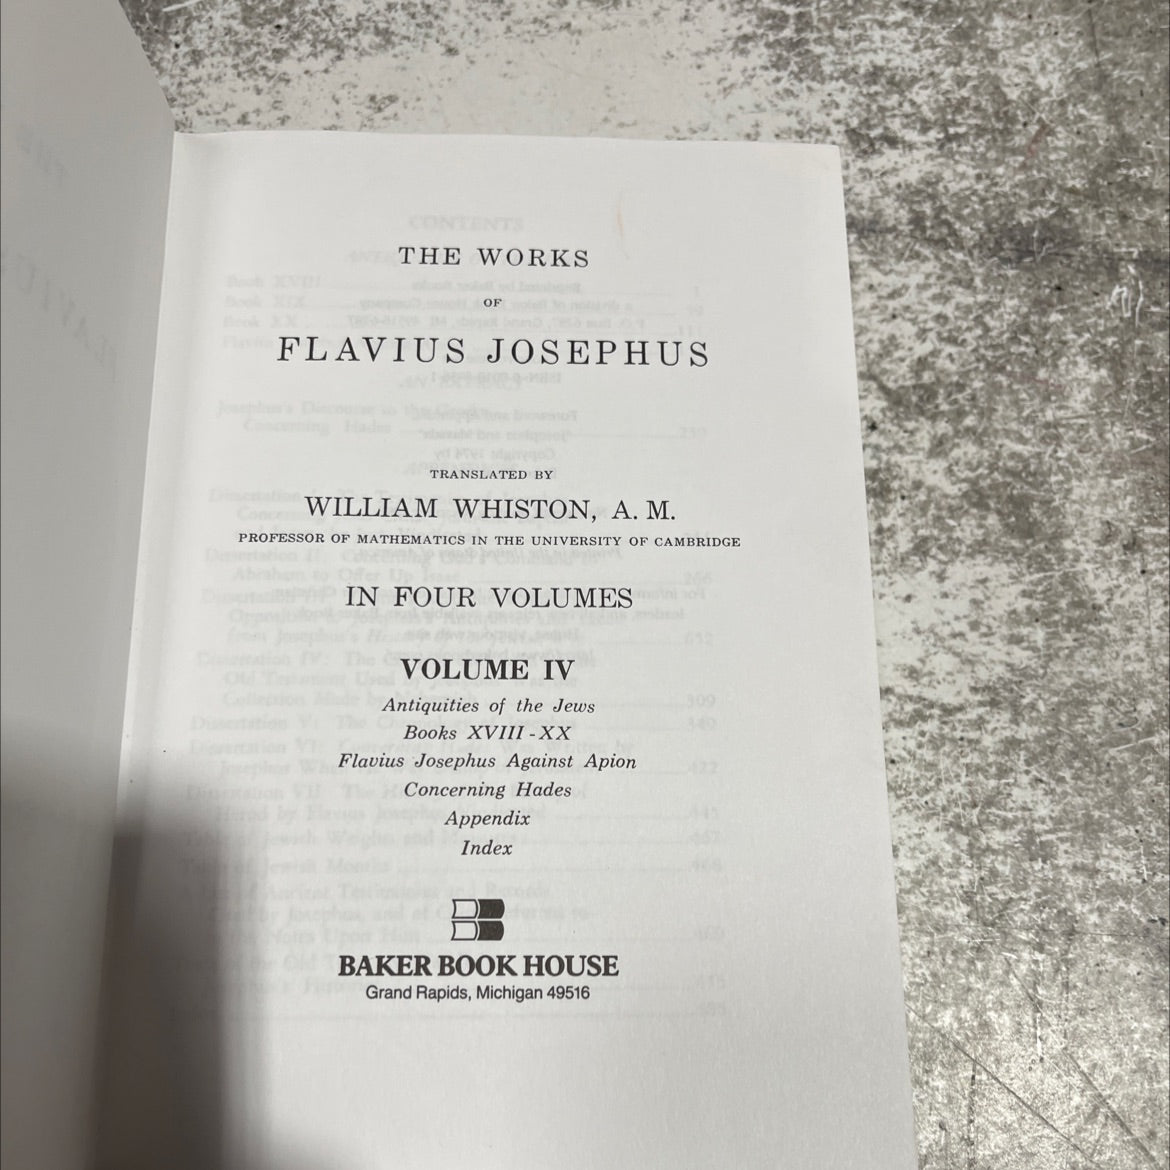 THE WORKS
OF
FLAVIUS JOSEPHUS
TRANSLATED BY
WILLIAM WHISTON, A. M.
PROFESSOR OF MATHEMATICS IN THE UNIVERSITY OF CAMBRIDGE
IN FOUR VOLUMES
VOLUME IV
Antiquities of the Jews
Books XVIII - XX
Flavius Josephus Against Apion
Concerning Hades
Appendix
Index
BAKER BOOK HOUSE
Grand Rapids, Michigan 49516